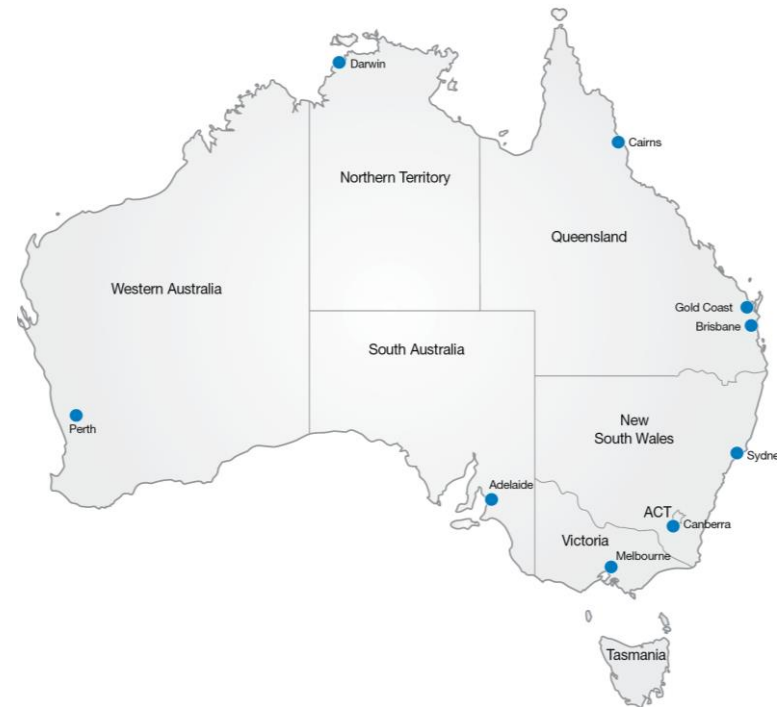 Darwin
Cairns
Northern Territory
Queensland
Western Australia
Gold Coast
Brisbane
South Australia
New
South Wales
Perth
Sydne
Adelaide
ACT
Canberra
Victoria
Melbourne
Tasmania